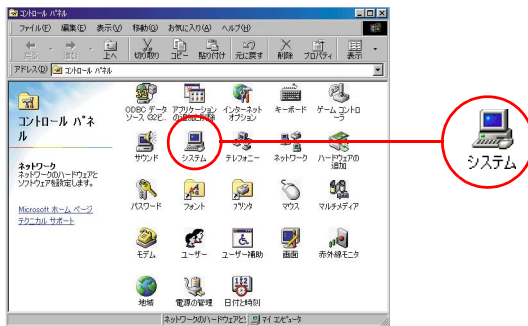 コントロール パネル
ファイル(F) 編集(E) 表示(V) 移動(G) お気に入り(A) ヘルプ(H)
戻る 進む 上へ 切り取り コピー 貼り付け 元に戻す 削除 プロパティ 表示
アドレス(D) コントロール パネル
コントロール パネ
ル
ネットワーク
ネットワークのハードウェアと
ソフトウェアを設定します。
Microsoft ホーム ページ
テクニカル サポート
ODBC データ アプリケーション インターネット キーボード ゲーム コントロ
ソース (32E... の追加と削除 オプション ーラ
サウンド システム テレフォニー ネットワーク ハードウェアの
追加
パスワード フォント プリンタ マウス マルチメディア
モデム ユーザー ユーザー補助 画面 赤外線モニタ
地域 電源の管理 日付と時刻
ネットワークのハードウェアと マイ コンピュータ
システム